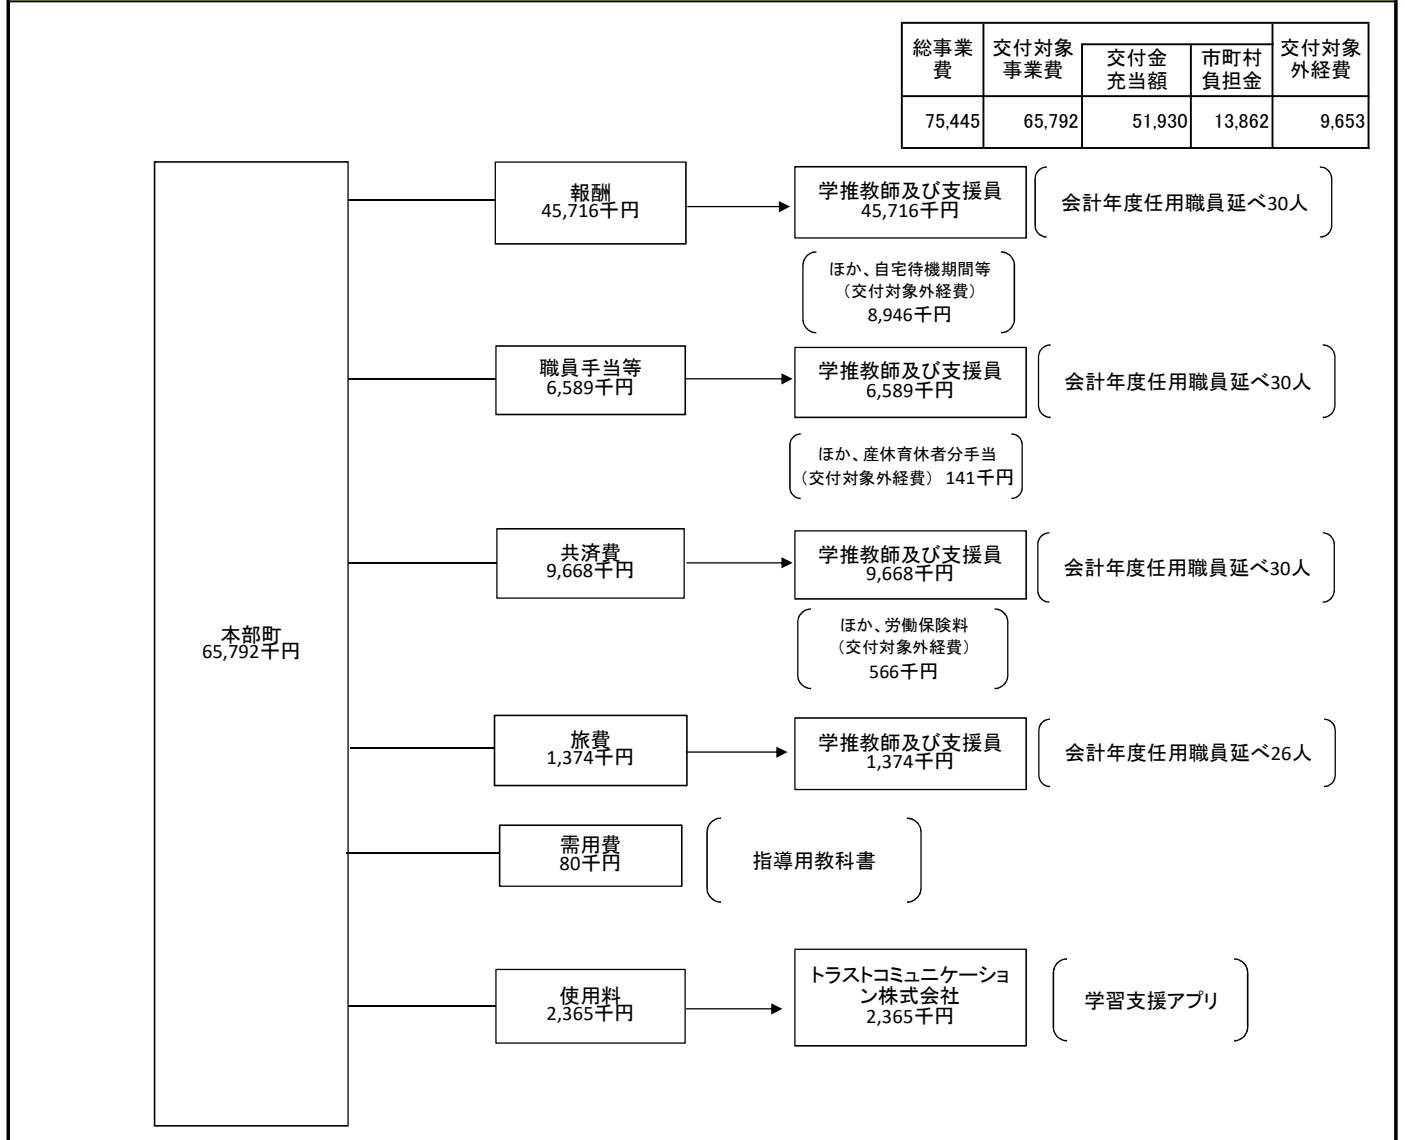 総事業費
交付対象事業費
交付金充当額
市町村負担金
交付対象外経費
75,445 65,792 51,930 13,862 9,653
本部町
65,792千円
報酬
45,716千円
学推教師及び支援員
45,716千円
会計年度任用職員延べ30人
ほか、自宅待機期間等
（交付対象外経費）
8,946千円
職員手当等
6,589千円
学推教師及び支援員
6,589千円
会計年度任用職員延べ30人
ほか、産休育休者分手当
（交付対象外経費） 141千円
共済費
9,668千円
学推教師及び支援員
9,668千円
会計年度任用職員延べ30人
ほか、労働保険料
（交付対象外経費）
566千円
旅費
1,374千円
学推教師及び支援員
1,374千円
会計年度任用職員延べ26人
需用費
80千円
指導用教科書
使用料
2,365千円
トラストコミュニケーショ
ン株式会社
2,365千円
学習支援アプリ